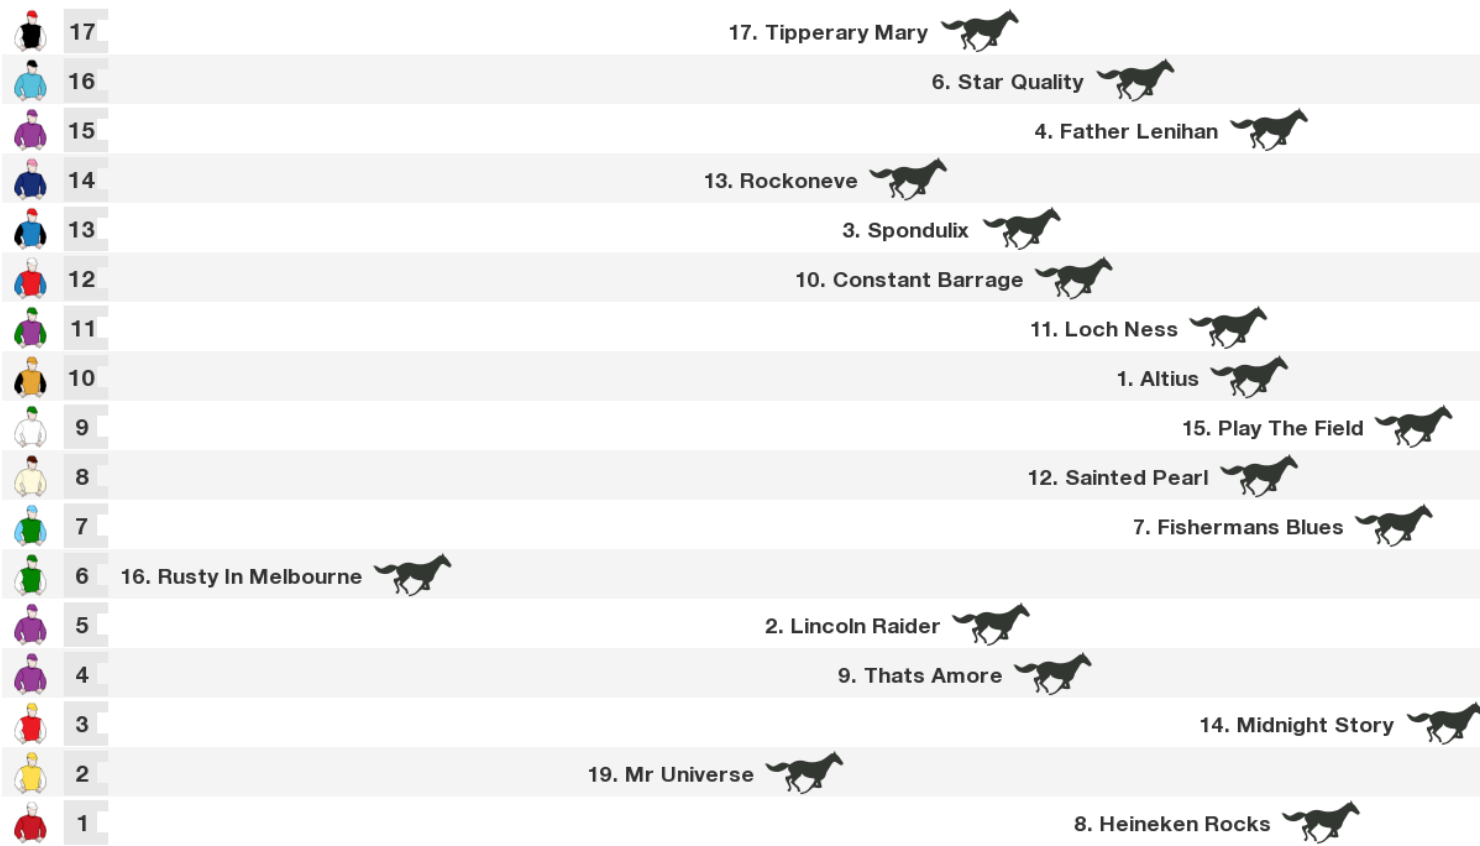 17 17. Tipperary Mary
16 6. Star Quality
15 4. Father Lenihan
14 13. Rockoneve
13 3. Spondulix
12 10. Constant Barrage
11 11. Loch Ness
10 1. Altius
9 15. Play The Field
8 12. Sainted Pearl
7 7. Fishermans Blues
6 16. Rusty In Melbourne
5 2. Lincoln Raider
4 9. Thats Amore
3 14. Midnight Story
2 19. Mr Universe
1 8. Heineken Rocks